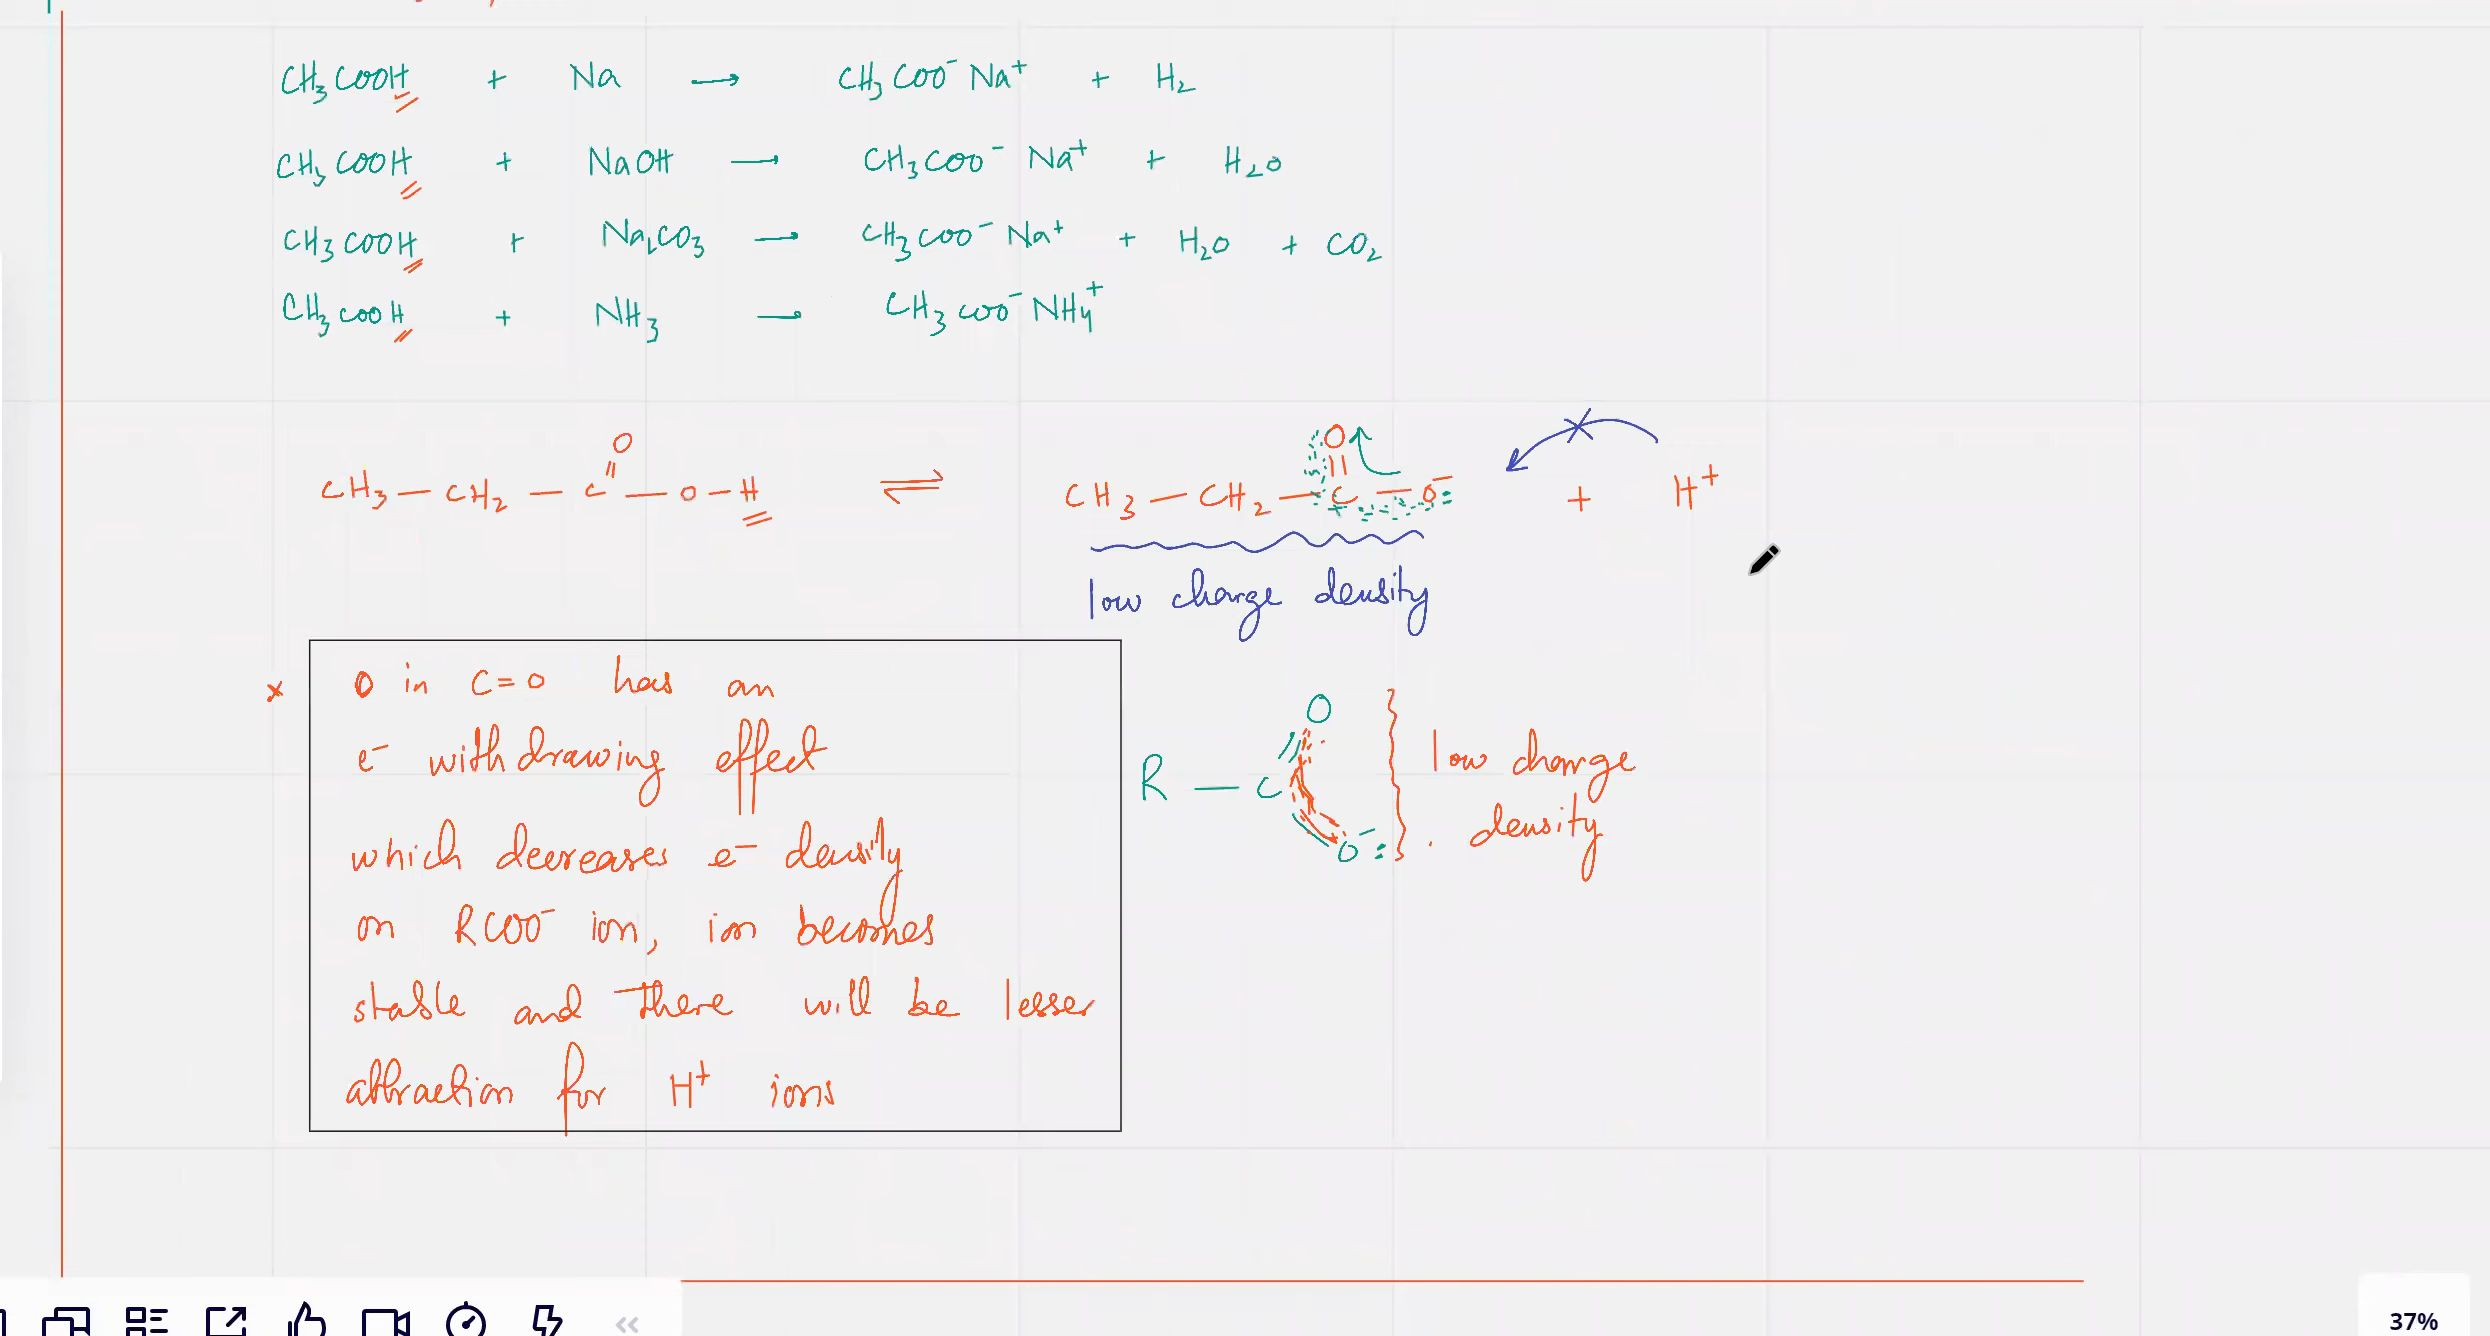 CH₃COOH + Na → CH₃COO⁻ Na⁺ + H₂
CH₃COOH + NaOH → CH₃COO⁻ Na⁺ + H₂O
CH₃COOH + Na₂CO₃ → CH₃COO⁻ Na⁺ + H₂O + CO₂
CH₃COOH + NH₃ → CH₃COO⁻ NH₄⁺
O
CH₃ — CH₂ — C — O — H ⇌
O
CH₃ — CH₂ — C — O⁻: + H⁺
low charge density
x
O in C=O has an
e⁻ withdrawing effect
which decreases e⁻ density
on RCOO⁻ ion, ion becomes
stable and there will be lesser
attraction for H⁺ ions
O
R — C
O⁻:
low charge
density
37%